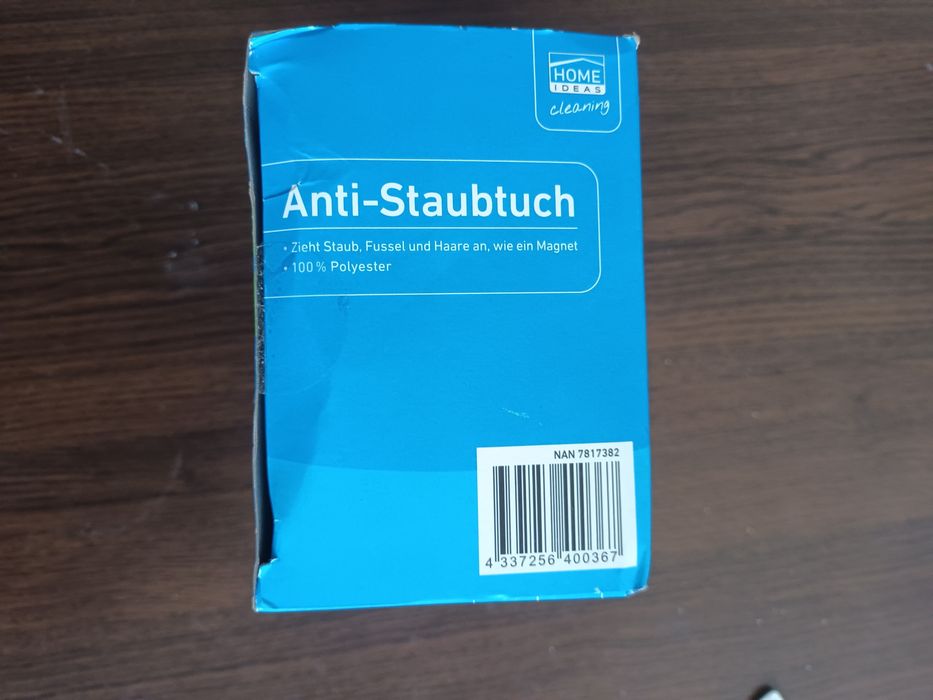 HOME
IDEAS
cleaning
Anti-Staubtuch
• Zieht Staub, Fussel und Haare an, wie ein Magnet
• 100 % Polyester
NAN 7817382
4 337256 400367